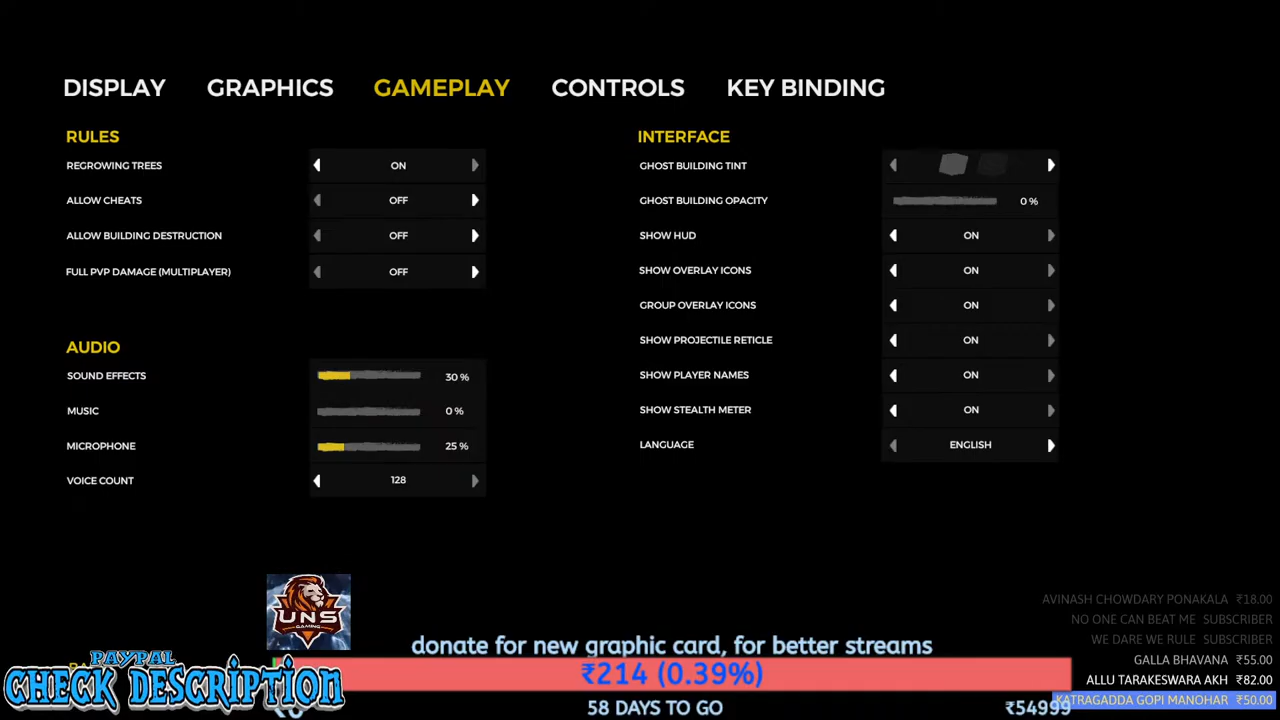 DISPLAY GRAPHICS GAMEPLAY CONTROLS KEY BINDING
RULES
REGROWING TREES ON
ALLOW CHEATS OFF
ALLOW BUILDING DESTRUCTION OFF
FULL PVP DAMAGE (MULTIPLAYER) OFF
AUDIO
SOUND EFFECTS 30 %
MUSIC 0 %
MICROPHONE 25 %
VOICE COUNT 128
INTERFACE
GHOST BUILDING TINT
GHOST BUILDING OPACITY 0 %
SHOW HUD ON
SHOW OVERLAY ICONS ON
GROUP OVERLAY ICONS ON
SHOW PROJECTILE RETICLE ON
SHOW PLAYER NAMES ON
SHOW STEALTH METER ON
LANGUAGE ENGLISH
UNS
GAMING
donate for new graphic card, for better streams
₹214 (0.39%)
₹0 58 DAYS TO GO ₹54999
PAYPAL
CHECK DESCRIPTION
AVINASH CHOWDARY PONAKALA ₹18.00
NO ONE CAN BEAT ME SUBSCRIBER
WE DARE WE RULE SUBSCRIBER
GALLA BHAVANA ₹55.00
ALLU TARAKESWARA AKH ₹82.00
KATRAGADDA GOPI MANOHAR ₹50.00